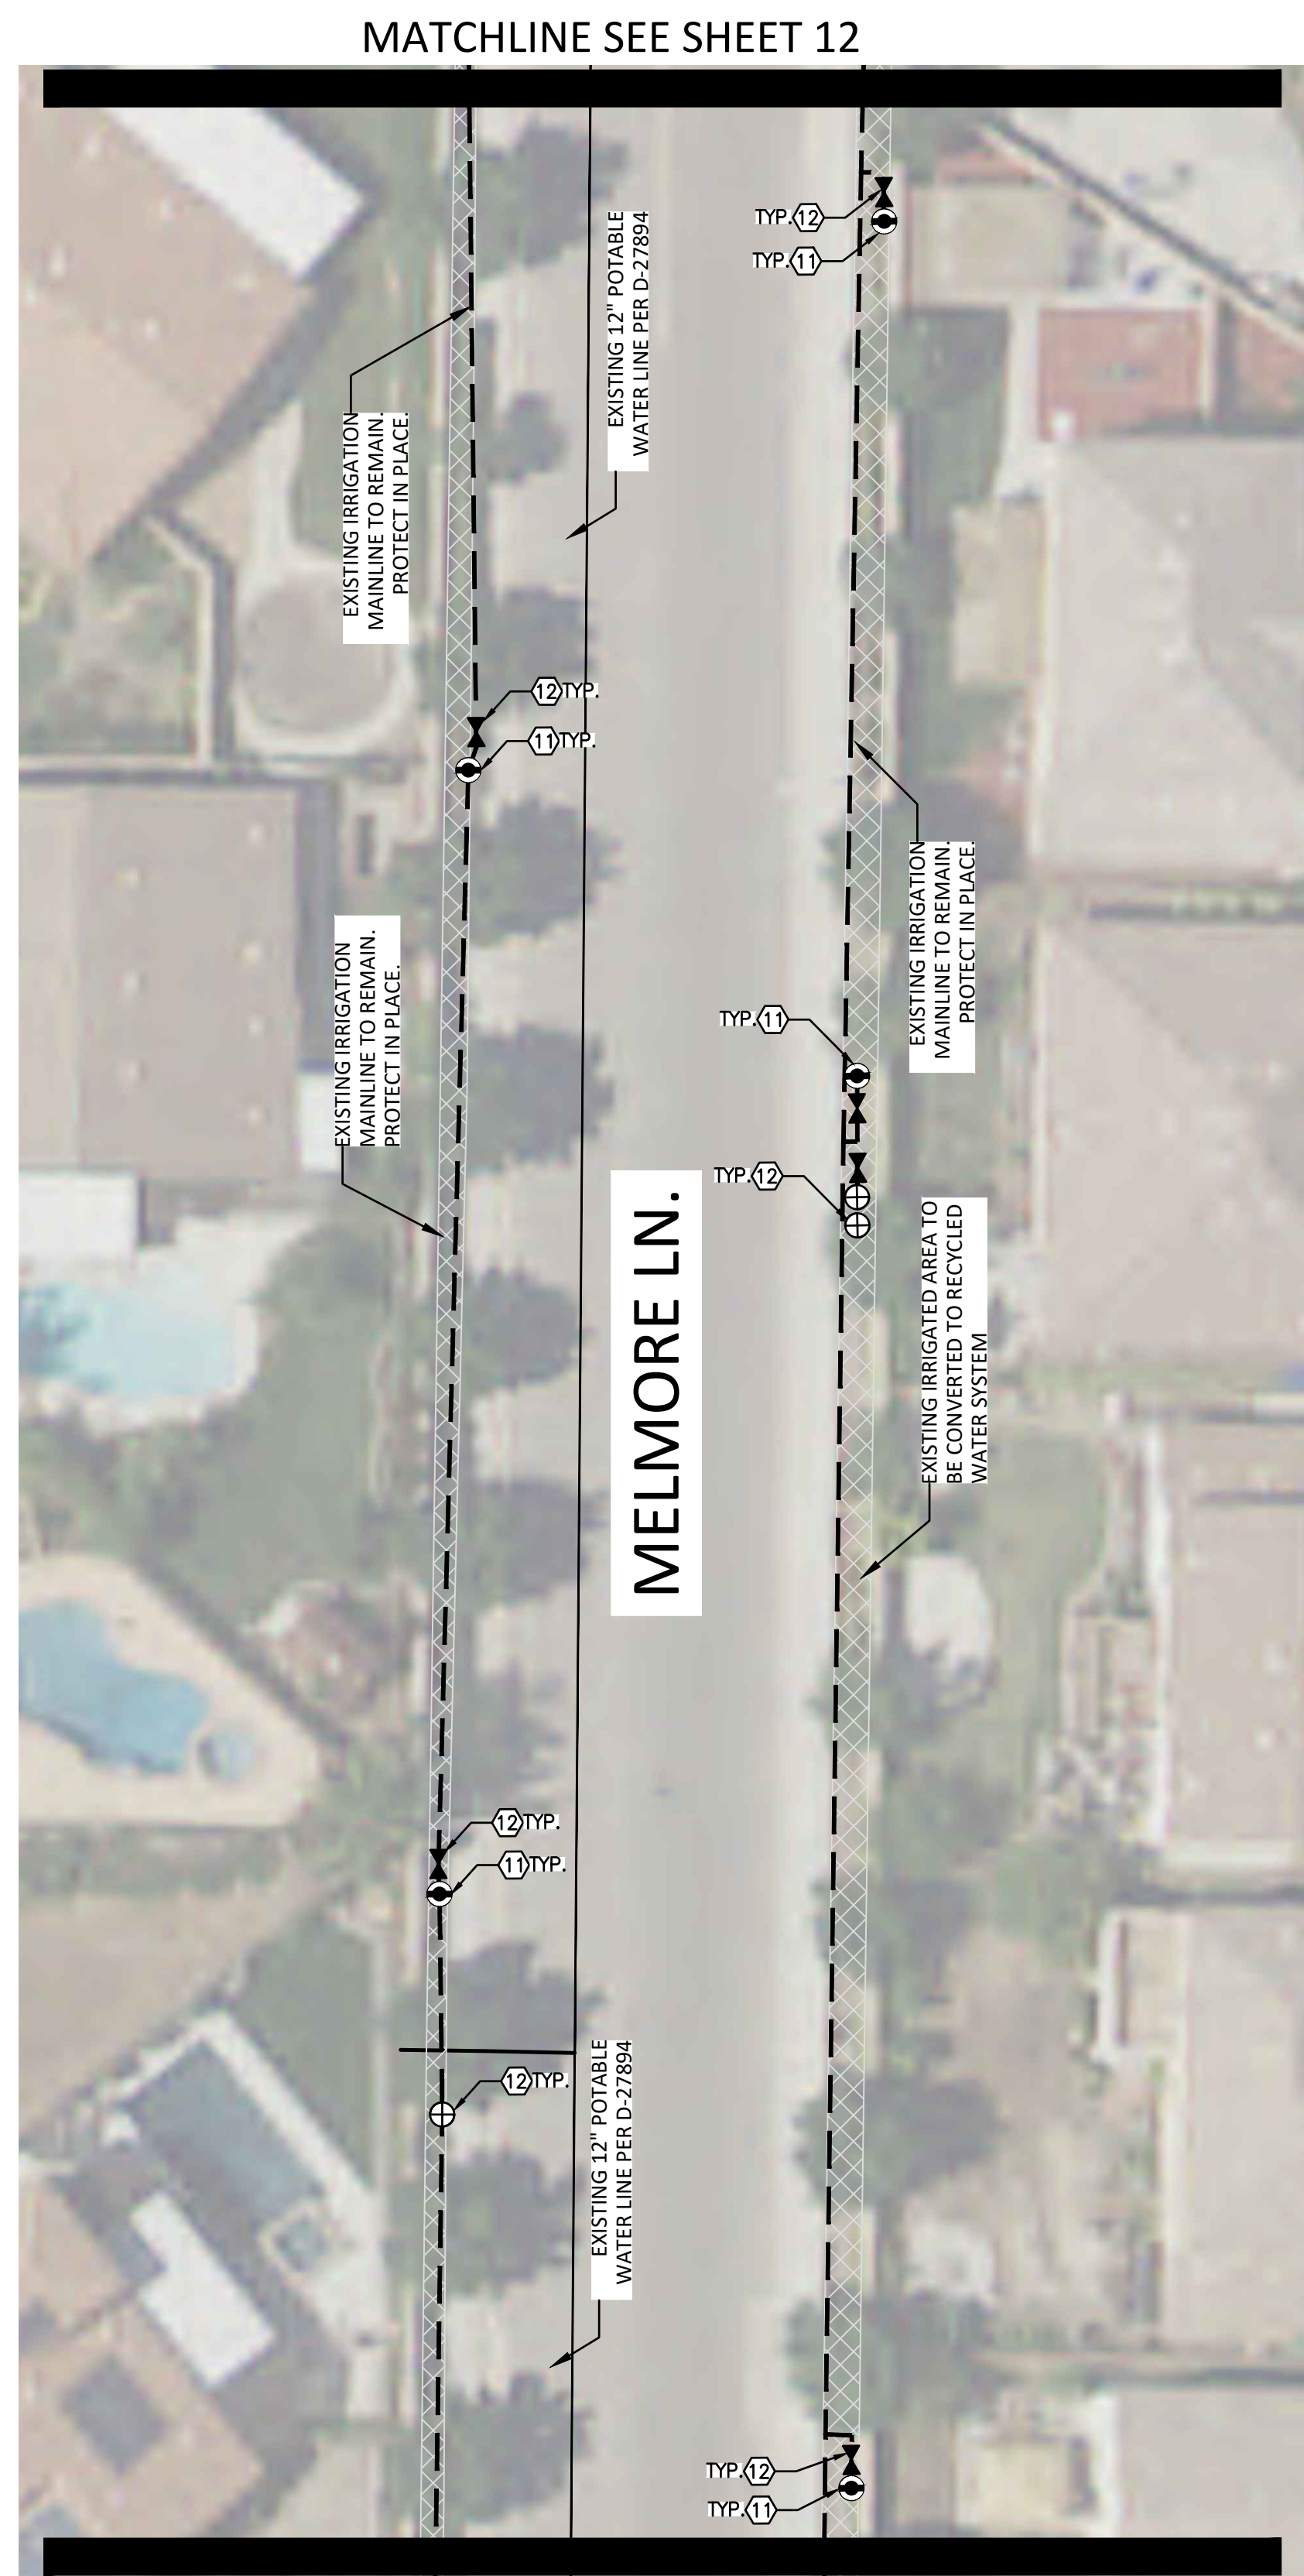 MATCHLINE SEE SHEET 12
TYP. 12
TYP. 11
EXISTING 12" POTABLE
WATER LINE PER D-27894
EXISTING IRRIGATION
MAINLINE TO REMAIN.
PROTECT IN PLACE.
12 TYP.
11 TYP.
EXISTING IRRIGATION
MAINLINE TO REMAIN.
PROTECT IN PLACE.
EXISTING IRRIGATION
MAINLINE TO REMAIN.
PROTECT IN PLACE.
TYP. 11
TYP. 12
MELMORE LN.
EXISTING IRRIGATED AREA TO
BE CONVERTED TO RECYCLED
WATER SYSTEM
12 TYP.
11 TYP.
12 TYP.
EXISTING 12" POTABLE
WATER LINE PER D-27894
TYP. 12
TYP. 11